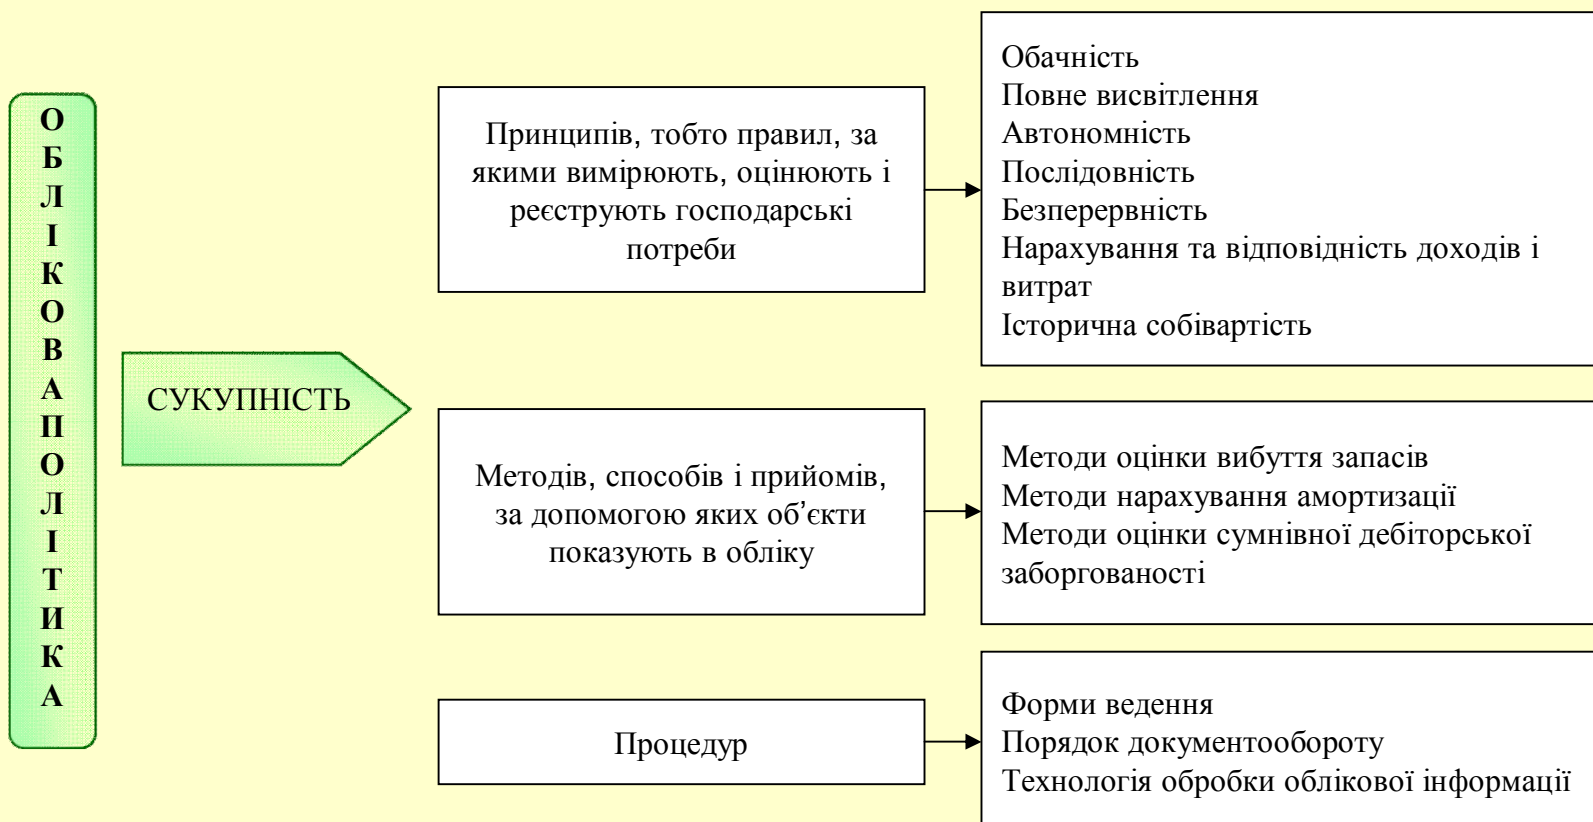 ОБЛІКОВА ПОЛІТИКА
СУКУПНІСТЬ
Принципів, тобто правил, за
якими вимірюють, оцінюють і
реєструють господарські
потреби
Обачність
Повне висвітлення
Автономність
Послідовність
Безперервність
Нарахування та відповідність доходів і
витрат
Історична собівартість
Методів, способів і прийомів,
за допомогою яких об’єкти
показують в обліку
Методи оцінки вибуття запасів
Методи нарахування амортизації
Методи оцінки сумнівної дебіторської
заборгованості
Процедур
Форми ведення
Порядок документообороту
Технологія обробки облікової інформації